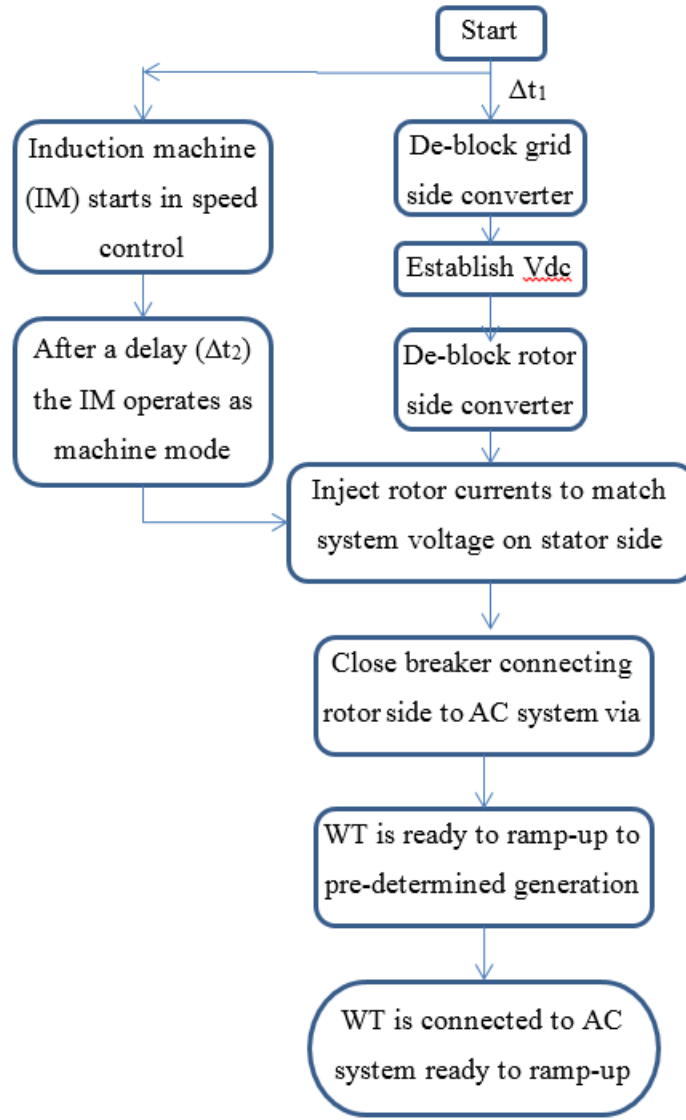 Start
Δt1
Induction machine
(IM) starts in speed
control
De-block grid
side converter
Establish Vdc
After a delay (Δt2)
the IM operates as
machine mode
De-block rotor
side converter
Inject rotor currents to match
system voltage on stator side
Close breaker connecting
rotor side to AC system via
WT is ready to ramp-up to
pre-determined generation
WT is connected to AC
system ready to ramp-up